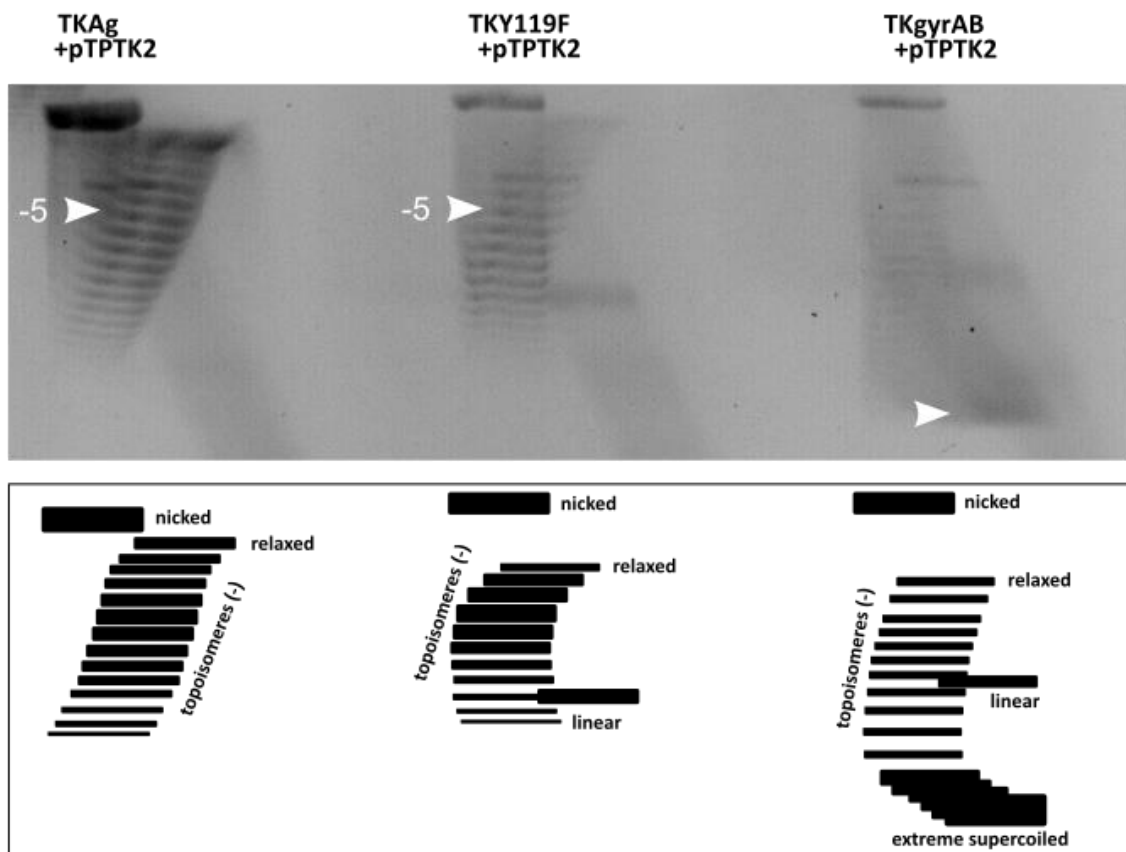 TKAg
+pTPTK2
TKY119F
+pTPTK2
TKgyrAB
+pTPTK2
-5
-5
nicked
relaxed
topoisomeres (-)
nicked
relaxed
topoisomeres (-)
linear
nicked
relaxed
topoisomeres (-)
linear
extreme supercoiled